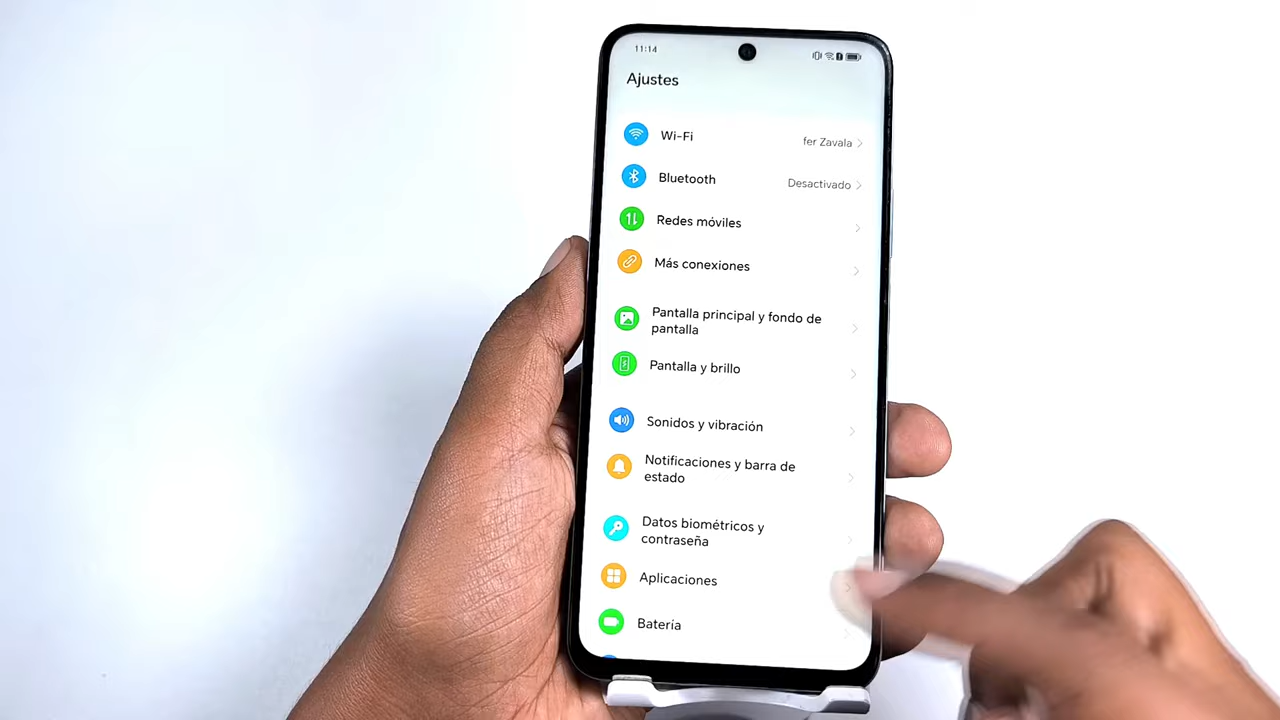 11:14
Ajustes
Wi-Fi
fer Zavala
Bluetooth
Desactivado
Redes móviles
Más conexiones
Pantalla principal y fondo de
pantalla
Pantalla y brillo
Sonidos y vibración
Notificaciones y barra de
estado
Datos biométricos y
contraseña
Aplicaciones
Batería